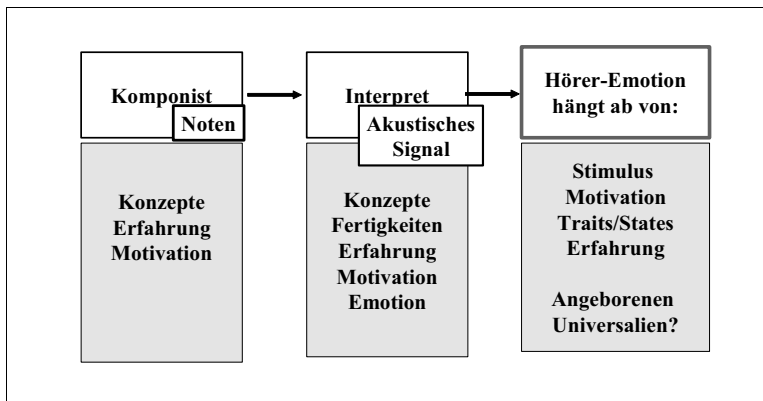 Komponist
Noten
Konzepte
Erfahrung
Motivation
Interpret
Akustisches
Signal
Konzepte
Fertigkeiten
Erfahrung
Motivation
Emotion
Hörer-Emotion
hängt ab von:
Stimulus
Motivation
Traits/States
Erfahrung
Angeborenen
Universalien?